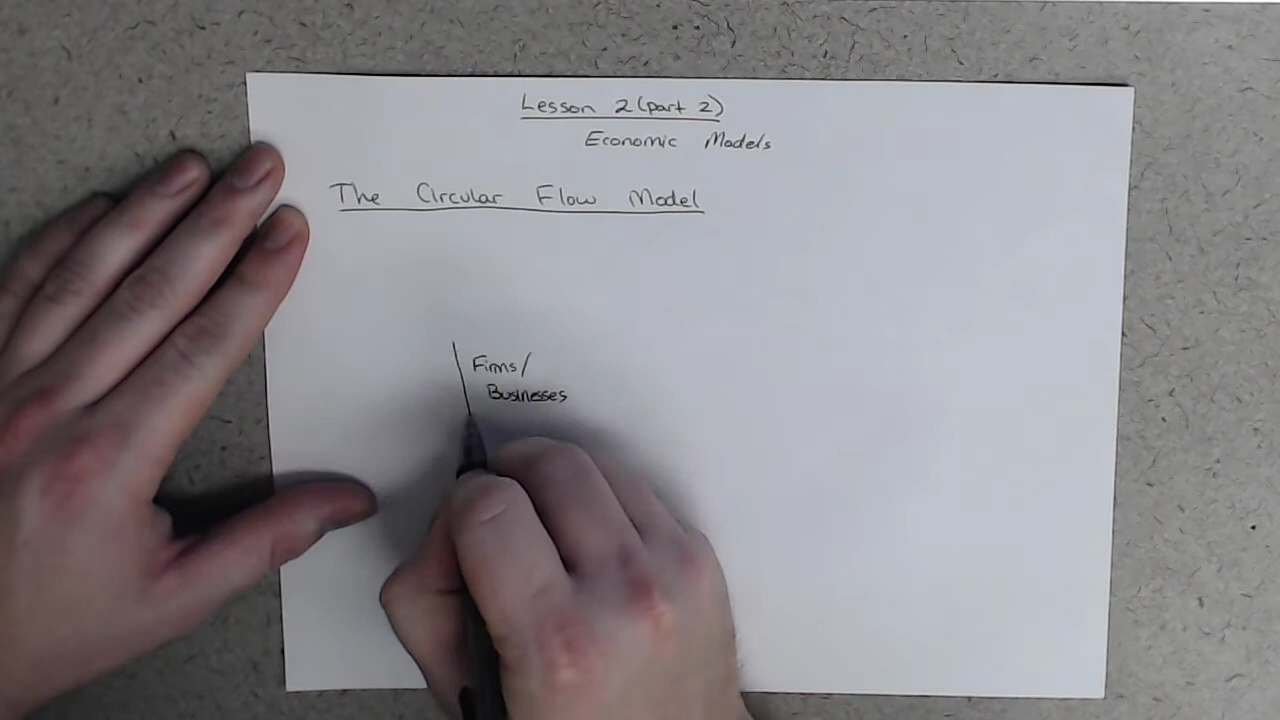 Lesson 2 (part 2)
Economic Models
The Circular Flow Model
Firms/
Businesses